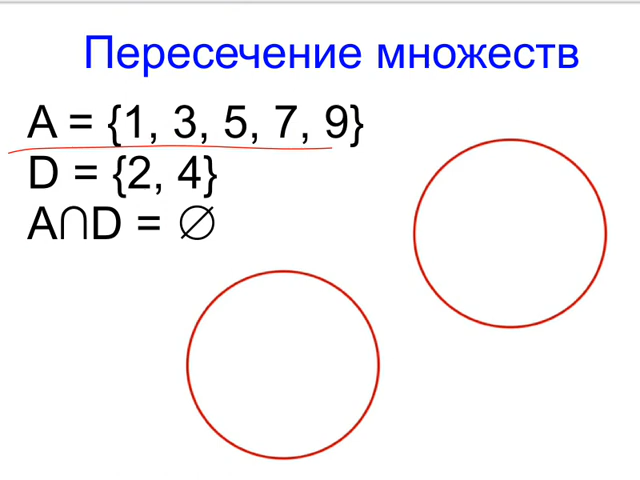 Пересечение множеств
A = {1, 3, 5, 7, 9}
D = {2, 4}
A∩D = ∅